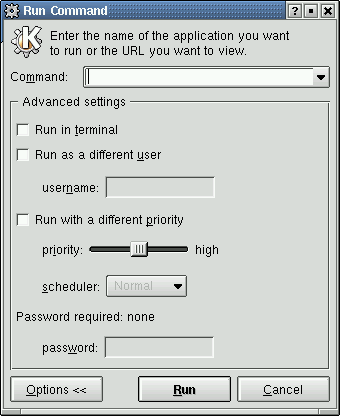 Run Command
Enter the name of the application you want
to run or the URL you want to view.
Command:
Advanced settings
Run in terminal
Run as a different user
username:
Run with a different priority
priority: high
scheduler: Normal
Password required: none
password:
Options << Run Cancel